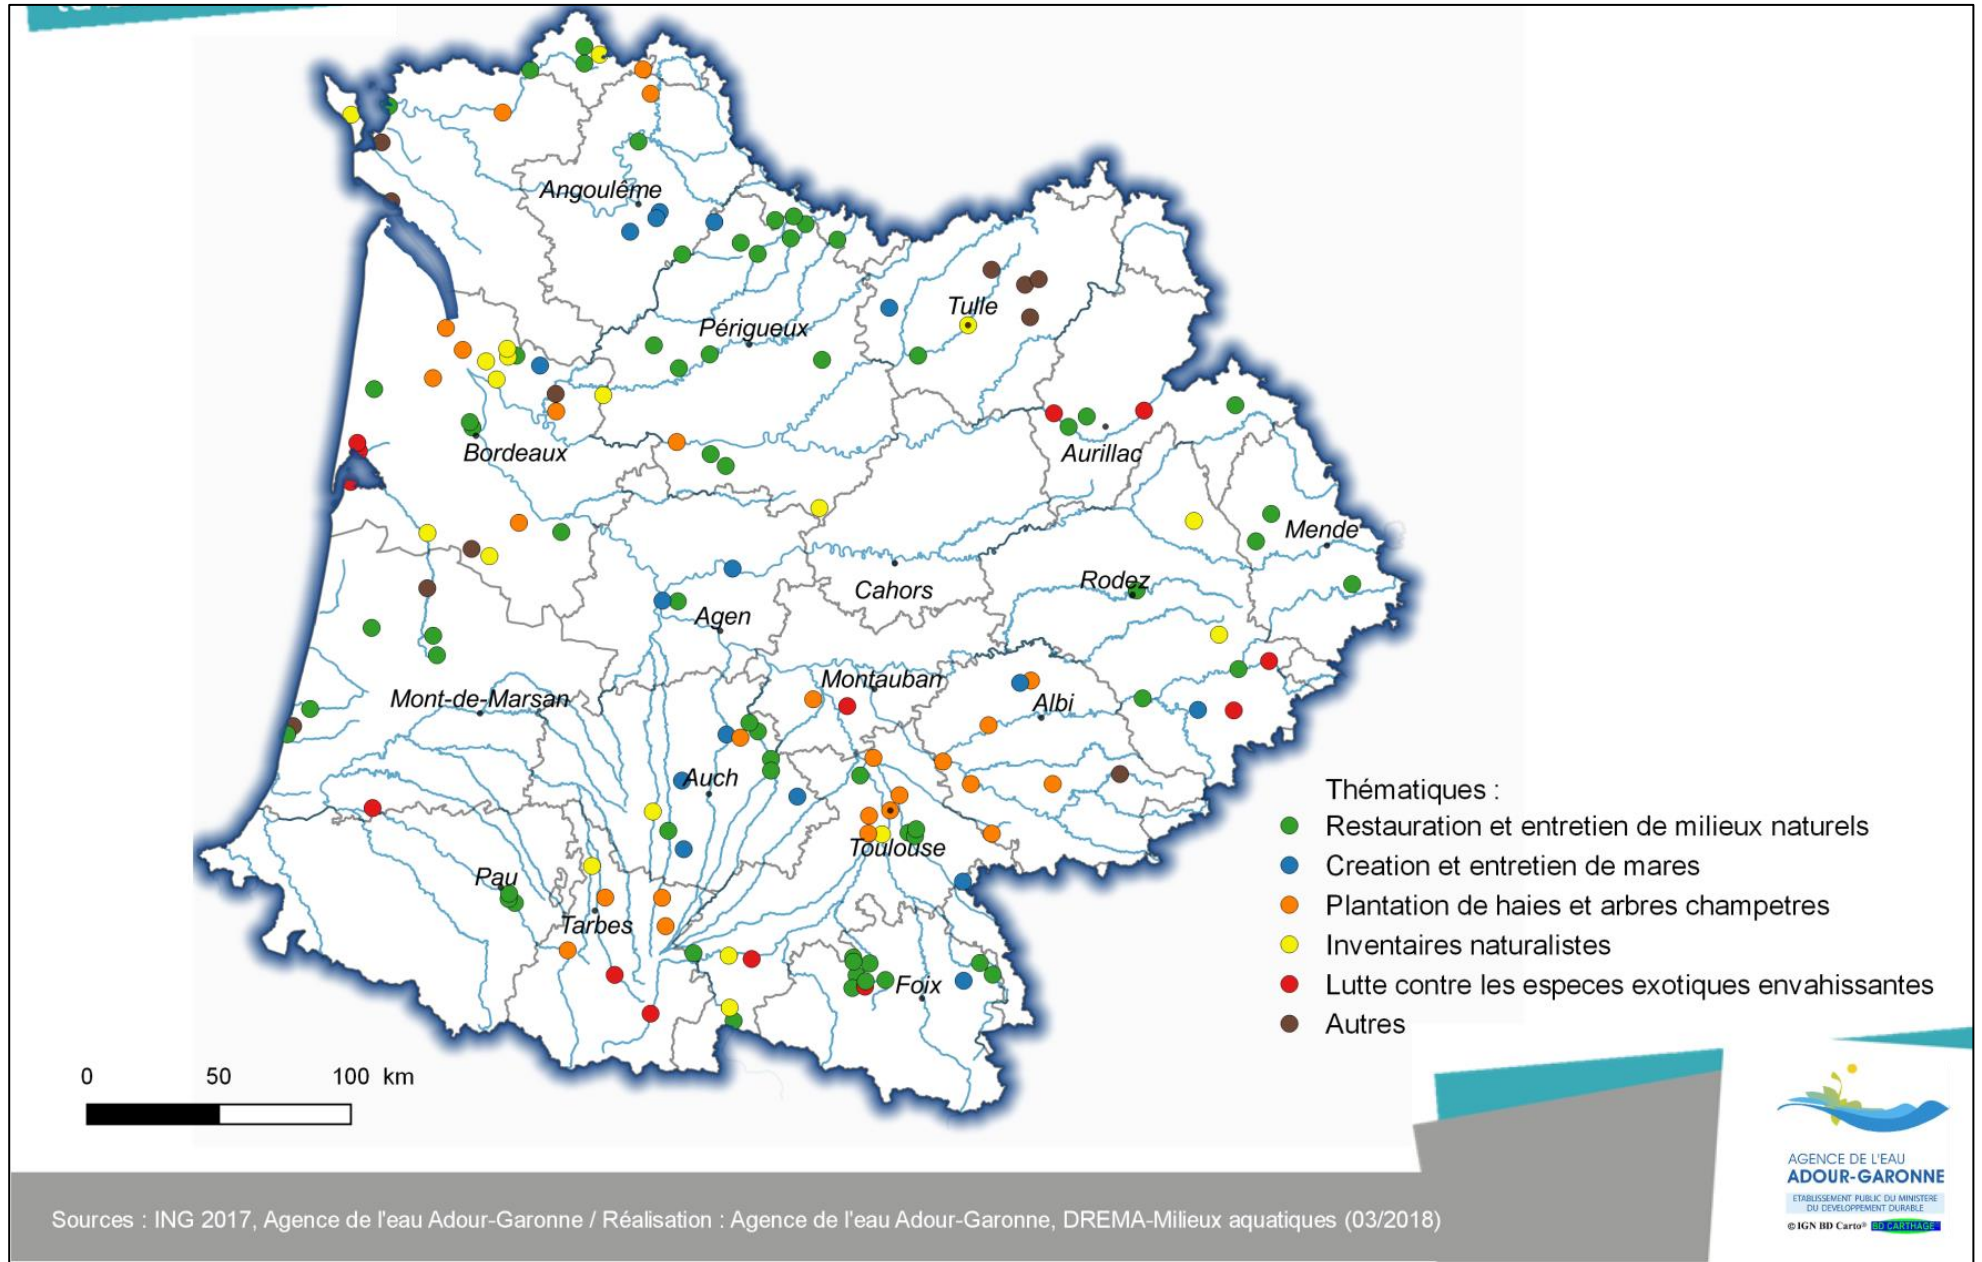 Angoulême
Tulle
Périgueux
Bordeaux
Aurillac
Mende
Cahors
Rodez
Agen
Montauban
Mont-de-Marsan
Albi
Auch
Toulouse
Pau
Tarbes
Foix
Thématiques :
Restauration et entretien de milieux naturels
Creation et entretien de mares
Plantation de haies et arbres champetres
Inventaires naturalistes
Lutte contre les especes exotiques envahissantes
Autres
0 50 100 km
AGENCE DE L'EAU
ADOUR-GARONNE
ETABLISSEMENT PUBLIC DU MINISTERE
DU DEVELOPPEMENT DURABLE
© IGN BD Carto® BD CARTHAGE
Sources : ING 2017, Agence de l'eau Adour-Garonne / Réalisation : Agence de l'eau Adour-Garonne, DREMA-Milieux aquatiques (03/2018)